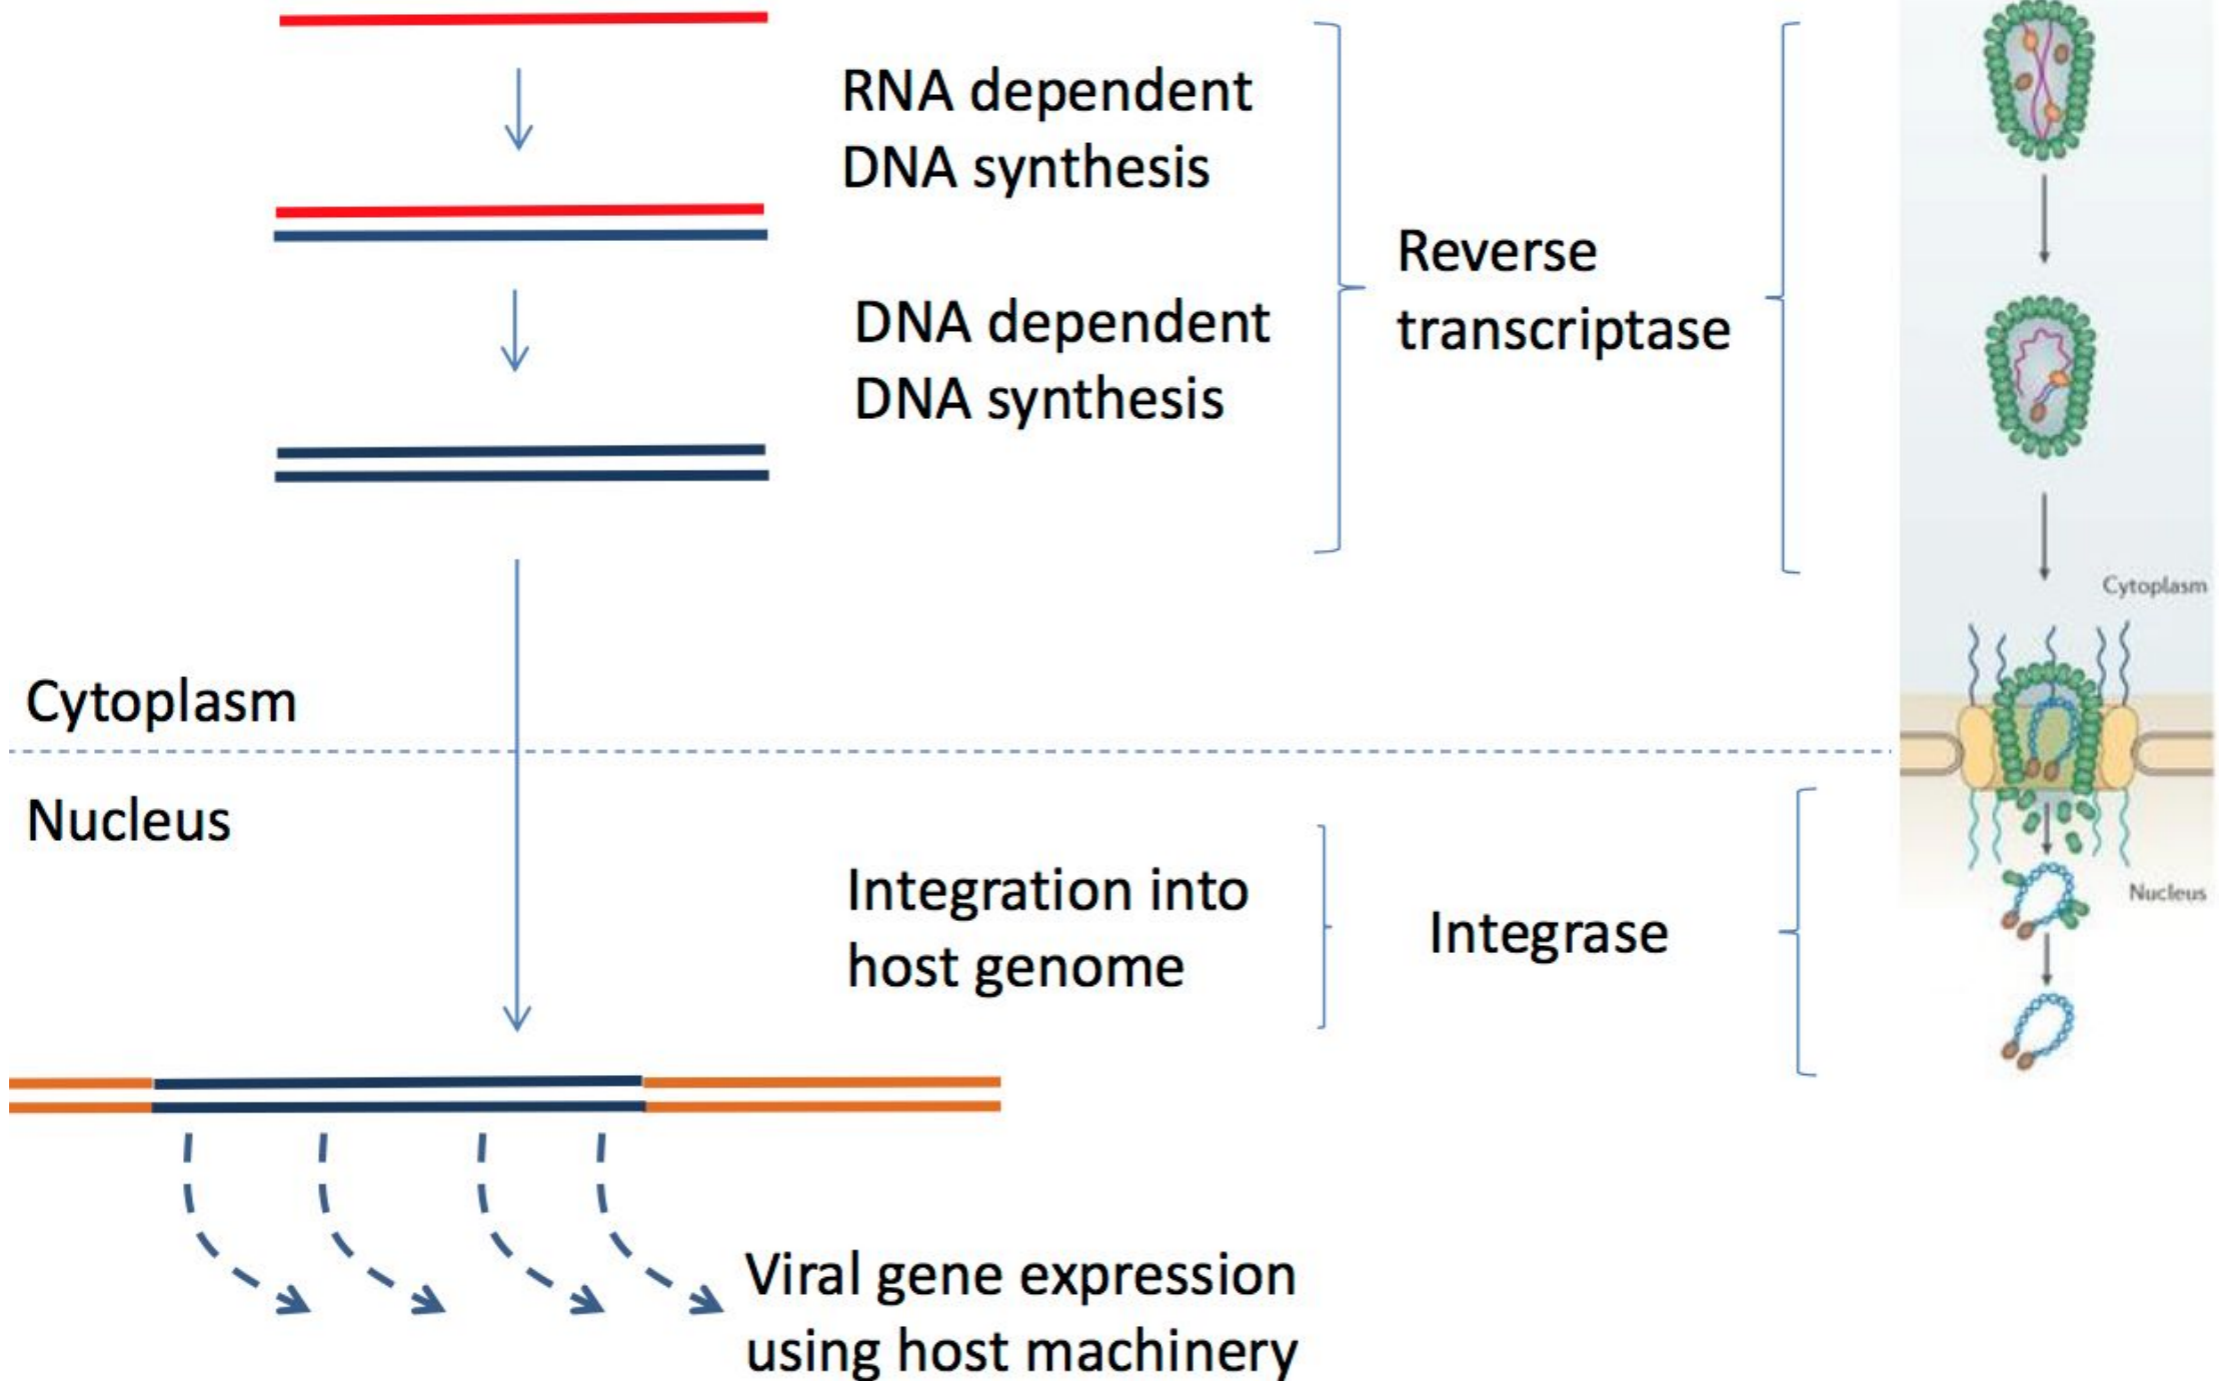 RNA dependent
DNA synthesis
Reverse
transcriptase
DNA dependent
DNA synthesis
Cytoplasm
Cytoplasm
Nucleus
Nucleus
Integration into
host genome
Integrase
Viral gene expression
using host machinery